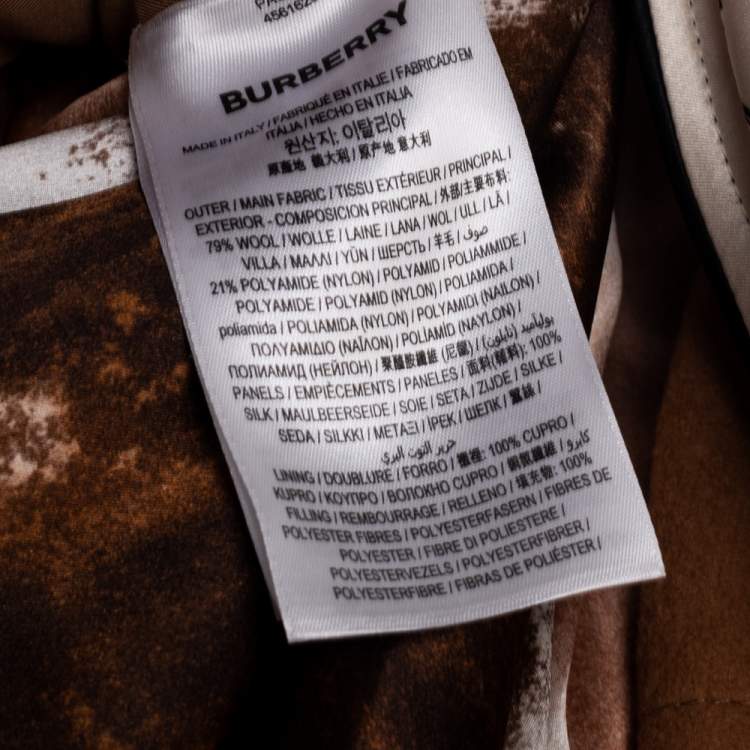 BURBERRY
MADE IN ITALY / FABRIQUÉ EN ITALIE / FABRICADO EM
ITÁLIA / HECHO EN ITALIA
원산지: 이탈리아
原產地 義大利 / 原产地 意大利
OUTER / MAIN FABRIC / TISSU EXTÉRIEUR / PRINCIPAL /
EXTERIOR - COMPOSICION PRINCIPAL / 外部/主要布料:
79% WOOL / WOLLE / LAINE / LANA / WOL / ULL / LÃ /
VILLA / ΜΑΛΛΙ / YÜN / ШЕРСТЬ / 羊毛 / صوف /
21% POLYAMIDE (NYLON) / POLYAMID / POLIAMMIDE /
POLYAMIDE / POLYAMID (NYLON) / POLIAMIDA /
poliamida / POLIAMIDA (NYLON) / POLYAMIDI (NAILON) /
ΠΟΛΥΑΜΙΔΙΟ (ΝΑΪΛΟΝ) / POLİAMİD (NAYLON) /
ПОЛИАМИД (НЕЙЛОН) / 聚醯胺纖維 (尼龍) / بولياميد (نايلون) /
PANELS / EMPIÈCEMENTS / PANELES / 面料(輔料): 100%
SILK / MAULBEERSEIDE / SOIE / SETA / ZIJDE / SILKE /
SEDA / SILKKI / ΜΕΤΑΞΙ / İPEK / ШЕЛК / 蠶絲 /
حرير التوت البري /
LINING / DOUBLURE / FORRO / 襯裡: 100% CUPRO /
KUPRO / ΚΟΥΠΡΟ / ВОЛОКНО CUPRO / 銅氨纖維 / كابرو /
FILLING / REMBOURRAGE / RELLENO / 填充物: 100%
POLYESTER FIBRES / POLYESTERFASERN / FIBRES DE
POLYESTER / FIBRE DI POLIESTERE /
POLYESTERVEZELS / POLYESTERFIBRER /
POLYESTERFIBRE / FIBRAS DE POLIÉSTER /